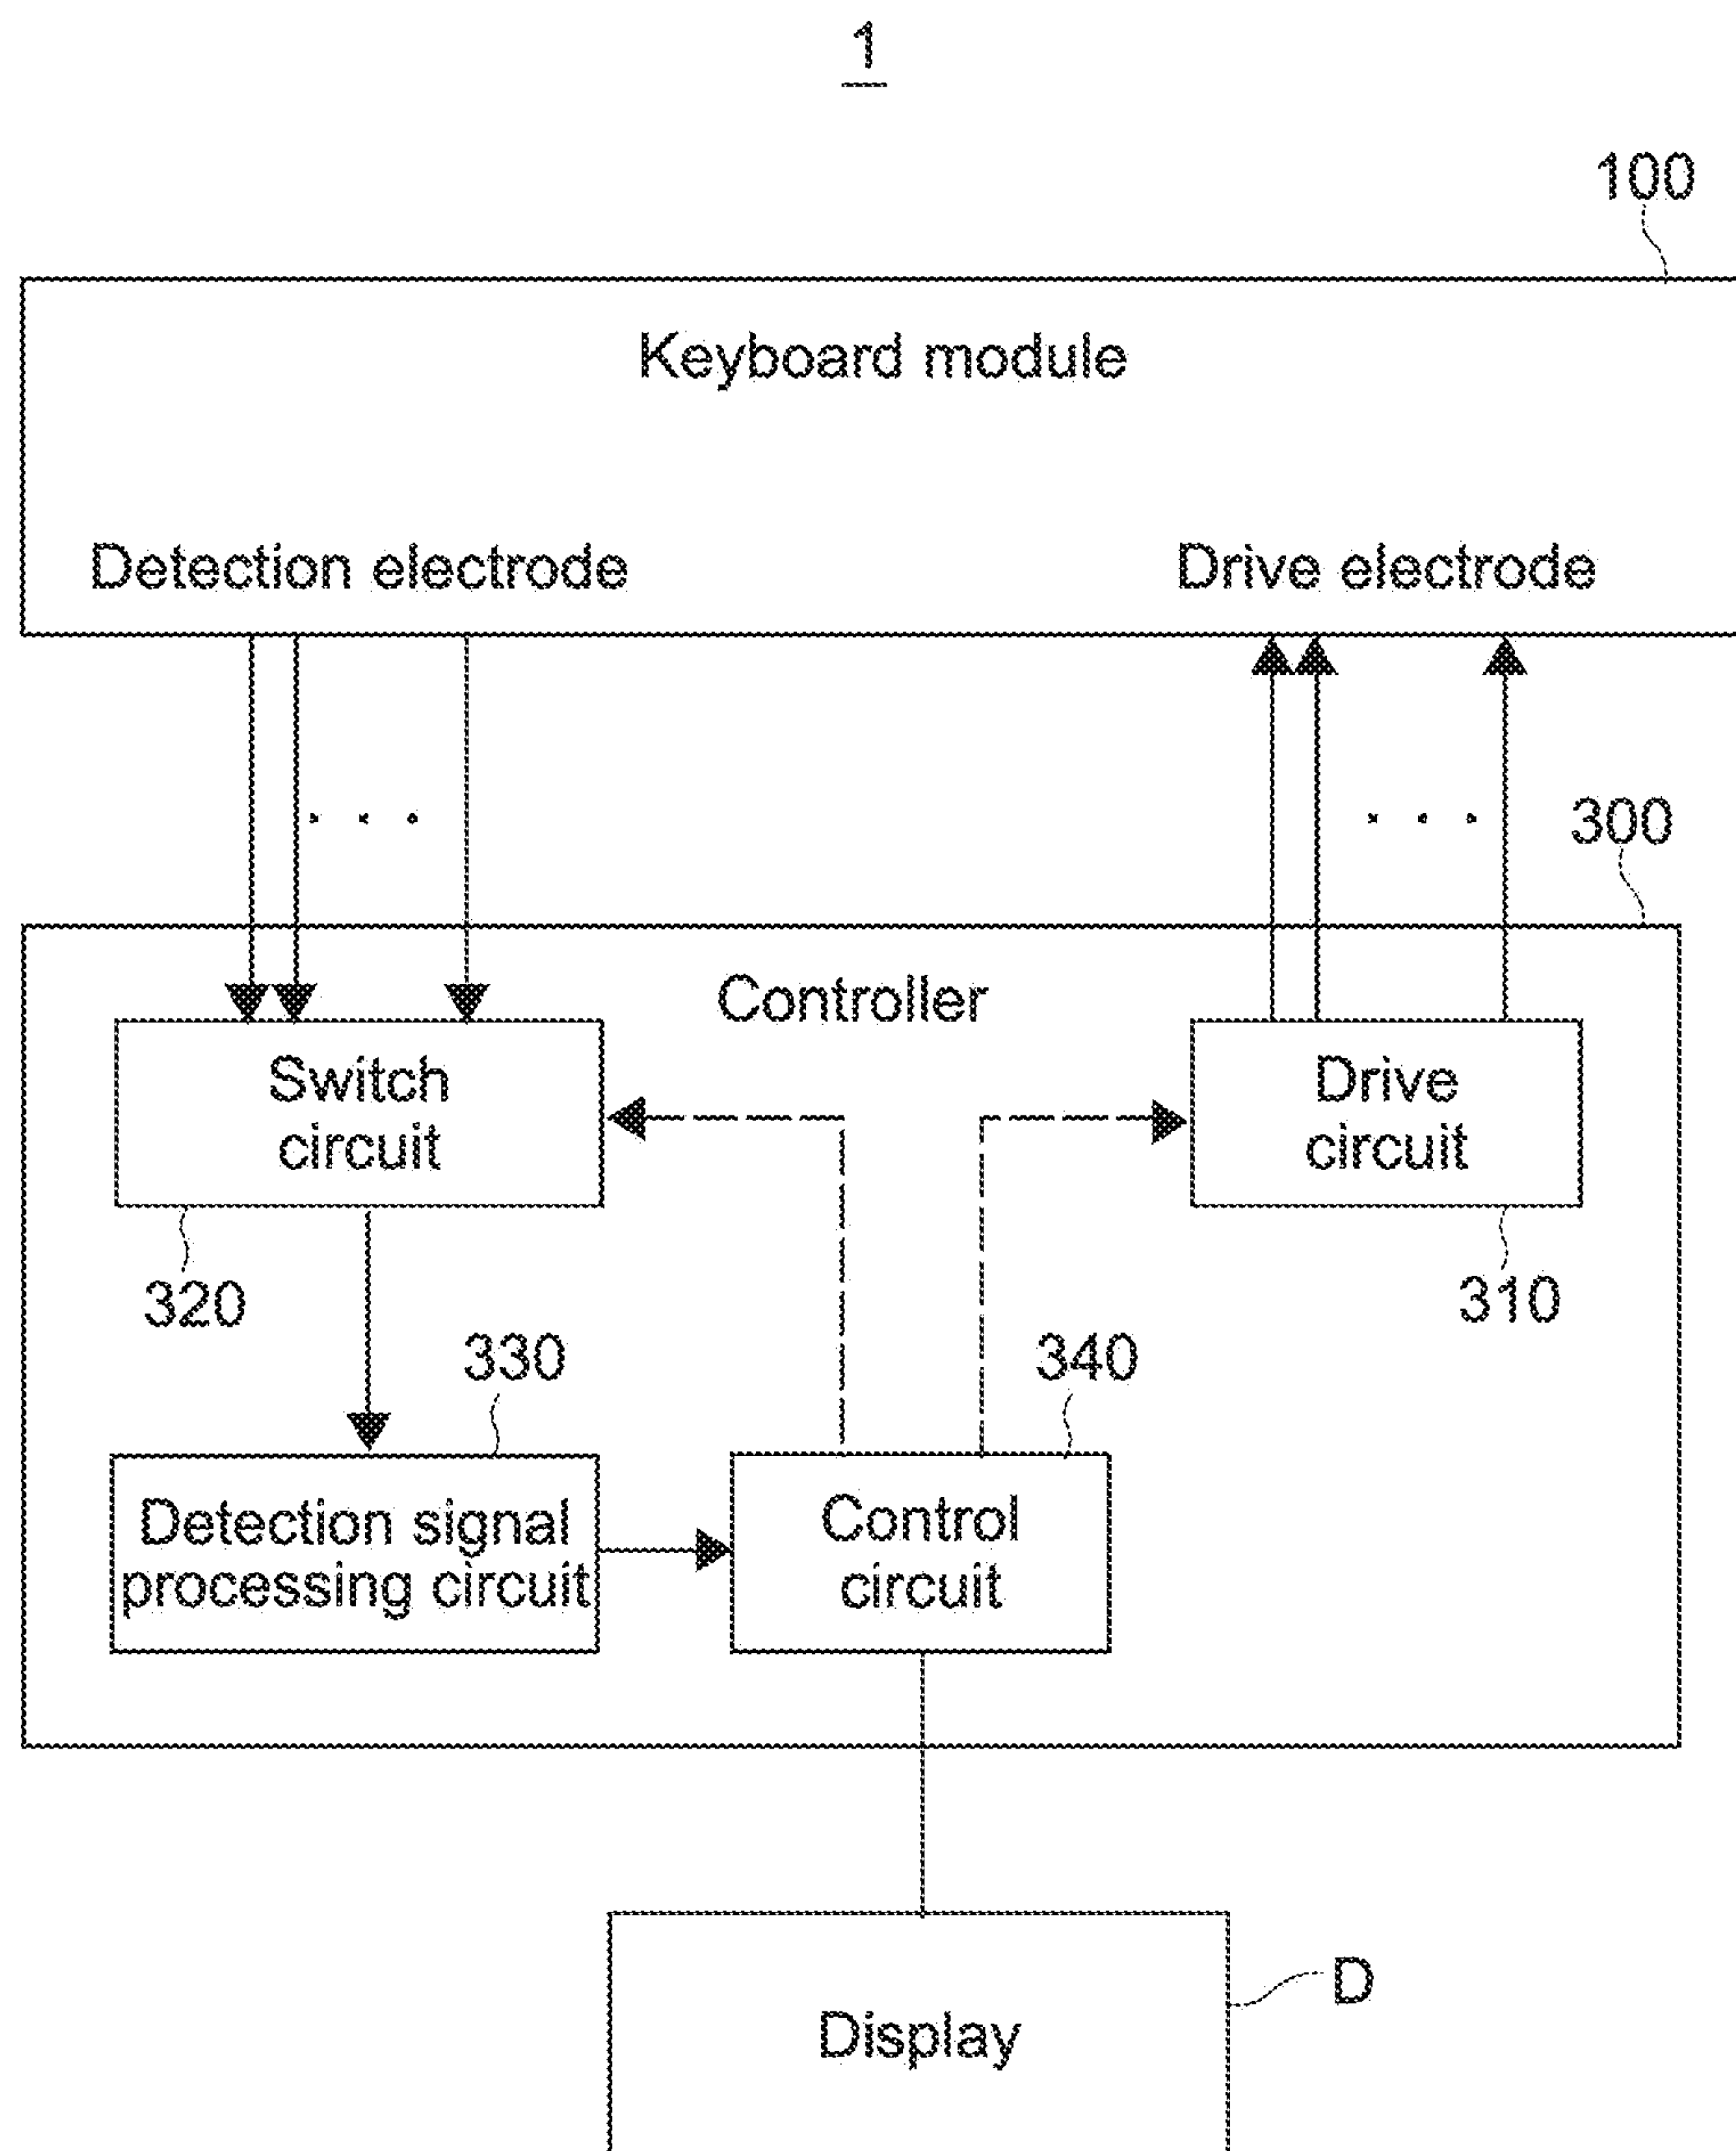 1
100
Keyboard module
Detection electrode
Drive electrode
300
Controller
Switch
circuit
Drive
circuit
320
310
330
340
Detection signal
processing circuit
Control
circuit
D
Display